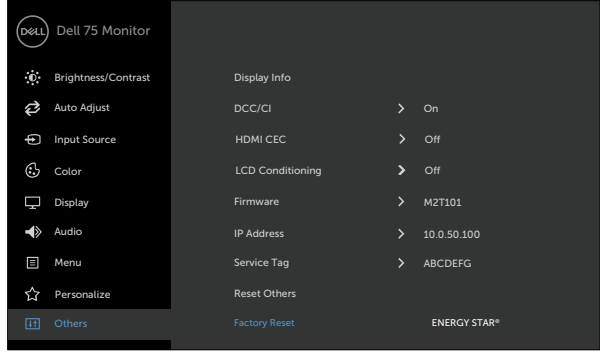 DELL Dell 75 Monitor
Brightness/Contrast
Auto Adjust
Input Source
Color
Display
Audio
Menu
Personalize
Others
Display Info
DCC/CI > On
HDMI CEC > Off
LCD Conditioning > Off
Firmware > M2T101
IP Address > 10.0.50.100
Service Tag > ABCDEFG
Reset Others
Factory Reset ENERGY STAR®